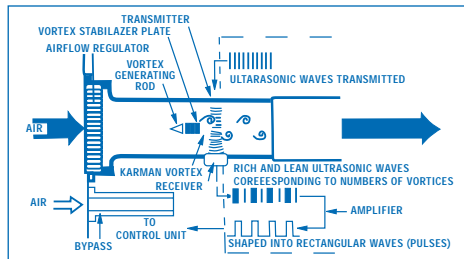 TRANSMITTER
VORTEX STABILAZER PLATE
AIRFLOW REGULATOR
VORTEX
GENERATING
ROD
ULTARASONIC WAVES TRANSMITTED
AIR
KARMAN VORTEX
RECEIVER
RICH AND LEAN ULTRASONIC WAVES
COREEESPONDING TO NUMBERS OF VORTICES
AIR
AMPLIFIER
TO
CONTROL UNIT
BYPASS
SHAPED INTO RECTANGULAR WAVES (PULSES)